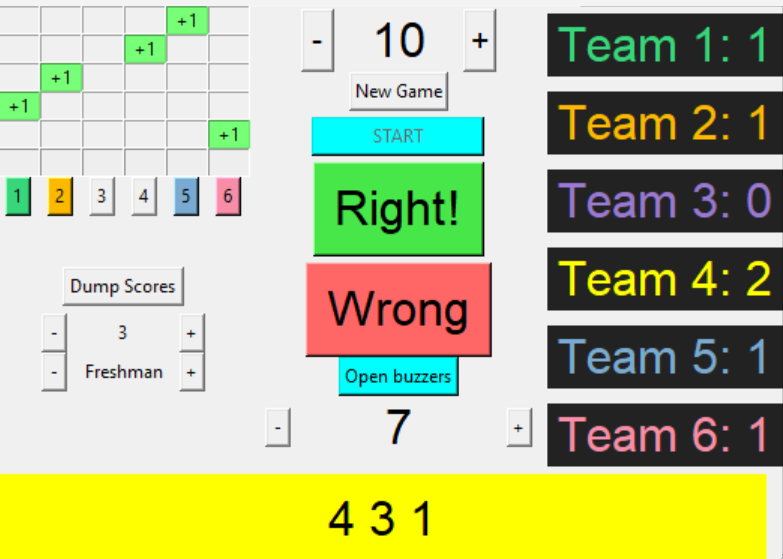 +1
+1
+1
+1
+1
1 2 3 4 5 6
Dump Scores
- 3 +
- Freshman +
- 10 +
New Game
START
Right!
Wrong
Open buzzers
- 7 +
Team 1: 1
Team 2: 1
Team 3: 0
Team 4: 2
Team 5: 1
Team 6: 1
4 3 1